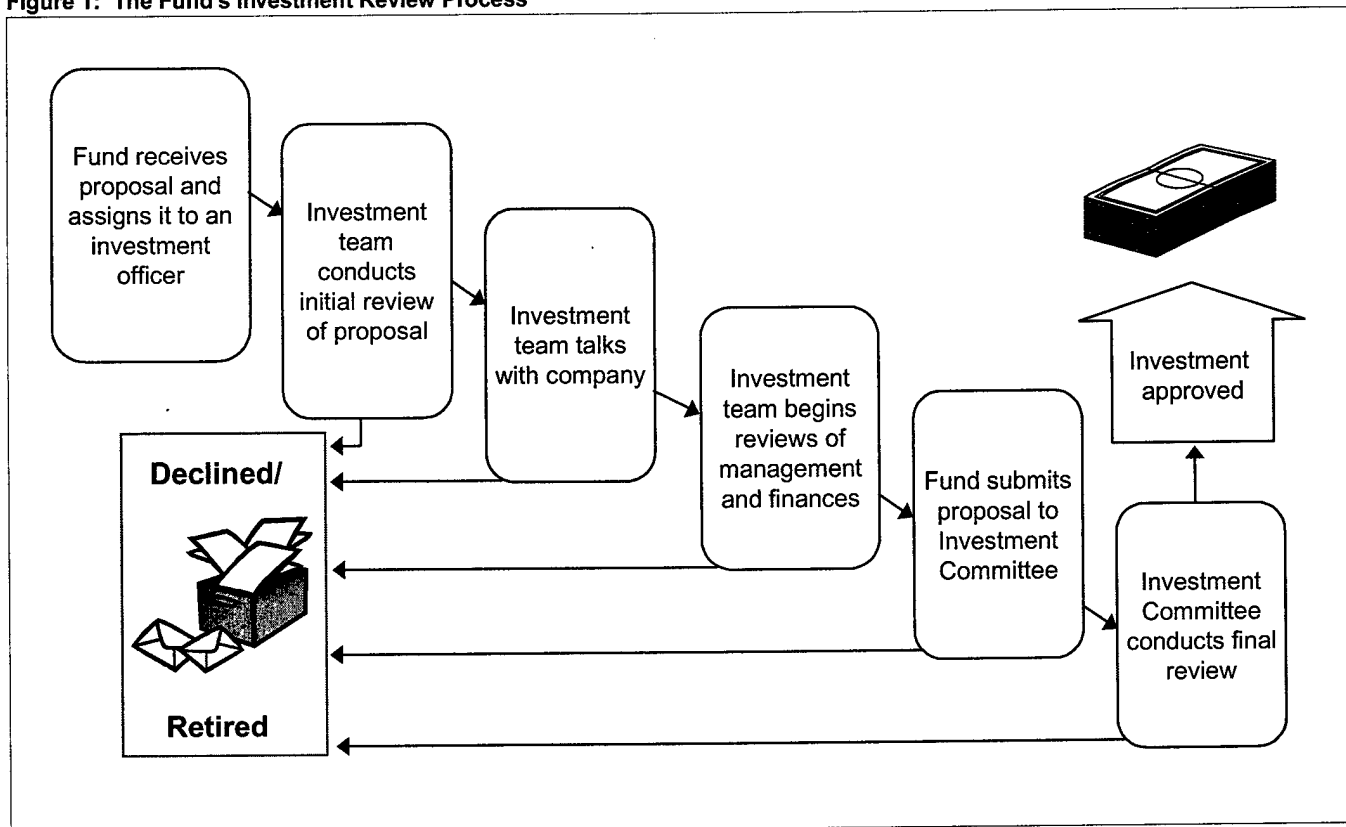 Figure 1: The Fund's Investment Review Process
Fund receives
proposal and
assigns it to an
investment
officer
Investment
team
conducts
initial review
of proposal
Investment
team talks
with company
Investment
team begins
reviews of
management
and finances
Fund submits
proposal to
Investment
Committee
Investment
Committee
conducts final
review
Investment
approved
Declined/
Retired